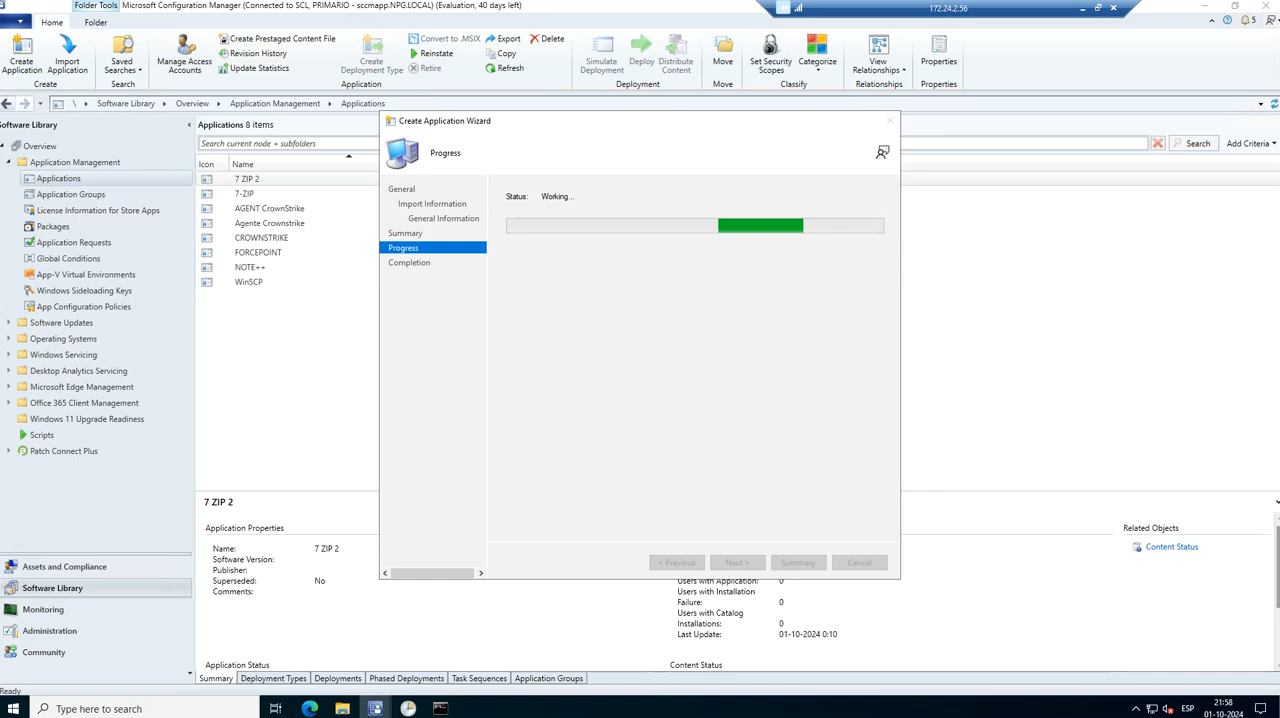 Folder Tools Microsoft Configuration Manager (Connected to SCL, PRIMARIO - sccmapp.NPG.LOCAL) (Evaluation, 40 days left)
172.24.2.56
Home Folder
5
Create Application
Import Application
Create
Saved Searches
Search
Manage Access Accounts
Create Prestaged Content File
Revision History
Update Statistics
Create Deployment Type
Convert to .MSIX
Reinstate
Retire
Export
Copy
Refresh
Delete
Application
Simulate Deployment
Deploy
Distribute Content
Deployment
Move
Move
Set Security Scopes
Categorize
Classify
View Relationships
Relationships
Properties
Properties
\ Software Library Overview Application Management Applications
Software Library
Overview
Application Management
Applications
Application Groups
License Information for Store Apps
Packages
Application Requests
Global Conditions
App-V Virtual Environments
Windows Sideloading Keys
App Configuration Policies
Software Updates
Operating Systems
Windows Servicing
Desktop Analytics Servicing
Microsoft Edge Management
Office 365 Client Management
Windows 11 Upgrade Readiness
Scripts
Patch Connect Plus
Assets and Compliance
Software Library
Monitoring
Administration
Community
Applications 8 items
Search current node + subfolders
Search
Add Criteria
Icon Name
7 ZIP 2
7-ZIP
AGENT CrownStrike
Agente Crownstrike
CROWNSTRIKE
FORCEPOINT
NOTE++
WinSCP
Create Application Wizard
Progress
General
Import Information
General Information
Summary
Progress
Completion
Status: Working...
< Previous Next > Summary Cancel
7 ZIP 2
Application Properties
Name: 7 ZIP 2
Software Version:
Publisher:
Superseded: No
Comments:
Users with Application: 0
Users with Installation Failure: 0
Users with Catalog Installations: 0
Last Update: 01-10-2024 0:10
Related Objects
Content Status
Application Status
Content Status
Summary Deployment Types Deployments Phased Deployments Task Sequences Application Groups
Ready
Type here to search
ESP
21:58
01-10-2024